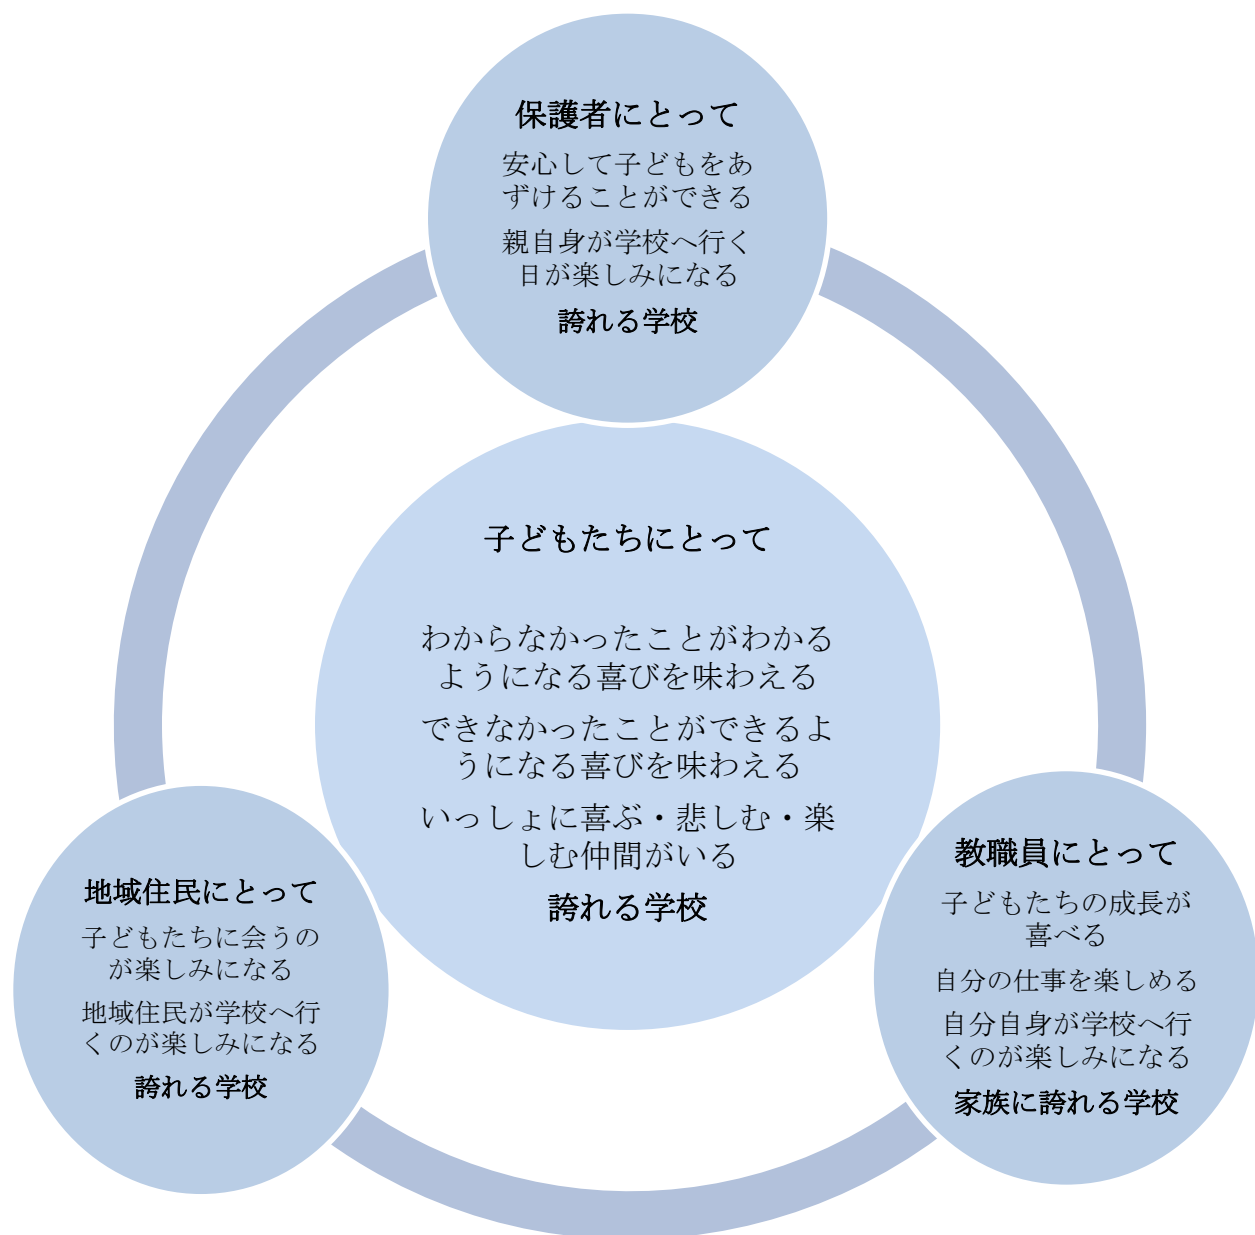 保護者にとって
安心して子どもをあ
ずけることができる
親自身が学校へ行く
日が楽しみになる
誇れる学校
子どもたちにとって
わからなかったことがわかる
ようになる喜びを味わえる
できなかったことができるよ
うになる喜びを味わえる
いっしょに喜ぶ・悲しむ・楽
しむ仲間がいる
誇れる学校
地域住民にとって
子どもたちに会うの
が楽しみになる
地域住民が学校へ行
くのが楽しみになる
誇れる学校
教職員にとって
子どもたちの成長が
喜べる
自分の仕事を楽しめる
自分自身が学校へ行
くのが楽しみになる
家族に誇れる学校